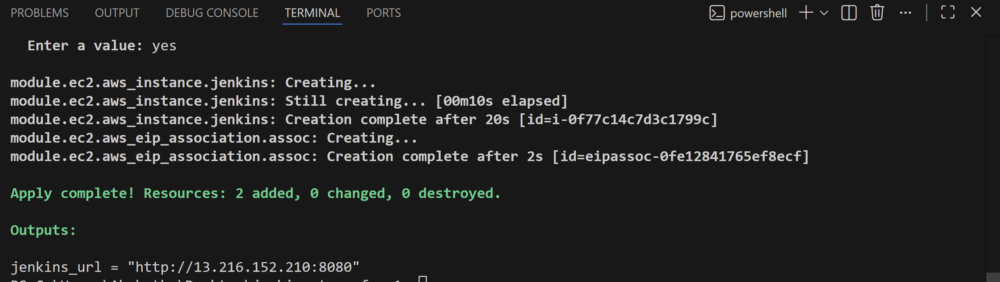 PROBLEMS OUTPUT DEBUG CONSOLE TERMINAL PORTS powershell
Enter a value: yes
module.ec2.aws_instance.jenkins: Creating...
module.ec2.aws_instance.jenkins: Still creating... [00m10s elapsed]
module.ec2.aws_instance.jenkins: Creation complete after 20s [id=i-0f77c14c7d3c1799c]
module.ec2.aws_eip_association.assoc: Creating...
module.ec2.aws_eip_association.assoc: Creation complete after 2s [id=eipassoc-0fe12841765ef8ecf]
Apply complete! Resources: 2 added, 0 changed, 0 destroyed.
Outputs:
jenkins_url = "http://13.216.152.210:8080"